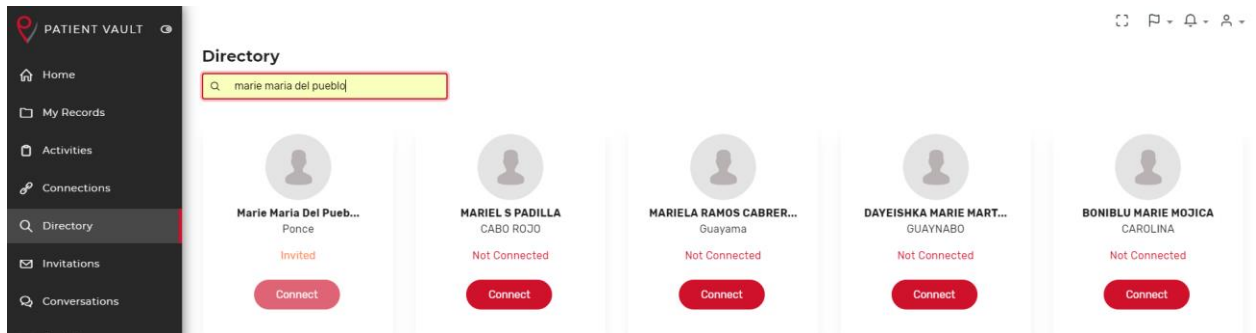 PATIENT VAULT
Home
My Records
Activities
Connections
Directory
Invitations
Conversations
Directory
marie maria del pueblo
Marie Maria Del Pueb...
Ponce
Invited
Connect
MARIEL S PADILLA
CABO ROJO
Not Connected
Connect
MARIELA RAMOS CABRER...
Guayama
Not Connected
Connect
DAYEISHKA MARIE MART...
GUAYNABO
Not Connected
Connect
BONIBLU MARIE MOJICA
CAROLINA
Not Connected
Connect